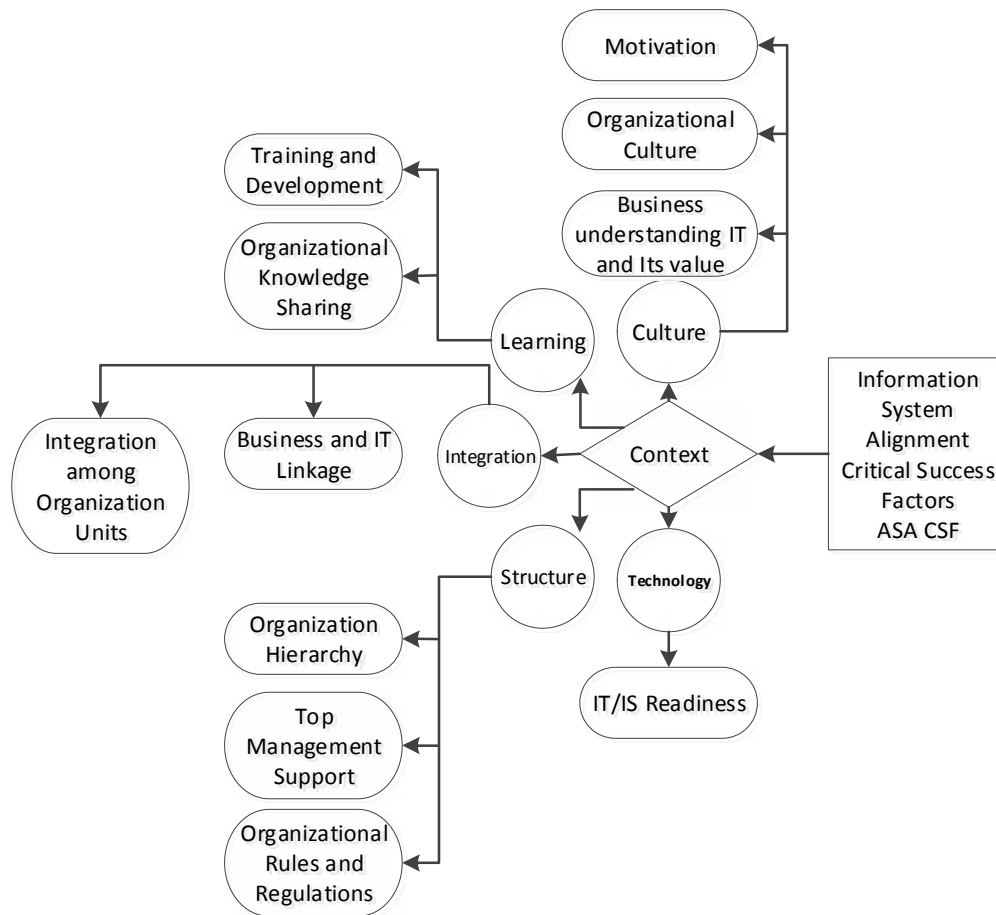 Motivation
Organizational
Culture
Business
understanding IT
and Its value
Training and
Development
Organizational
Knowledge
Sharing
Learning
Culture
Information
System
Alignment
Critical Success
Factors
ASA CSF
Integration
among
Organization
Units
Business and IT
Linkage
Integration
Context
Structure
Technology
Organization
Hierarchy
IT/IS Readiness
Top
Management
Support
Organizational
Rules and
Regulations